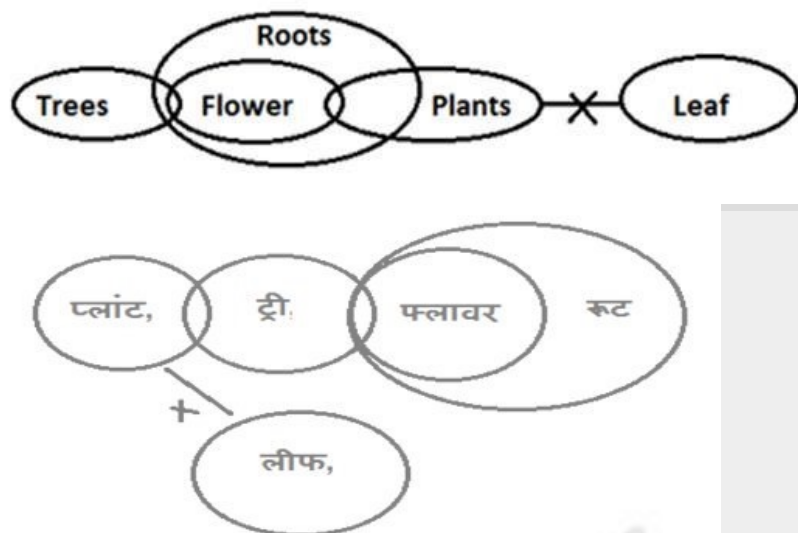 Roots
Trees Flower Plants Leaf
प्लांट, ट्री फ्लावर रूट
लीफ,